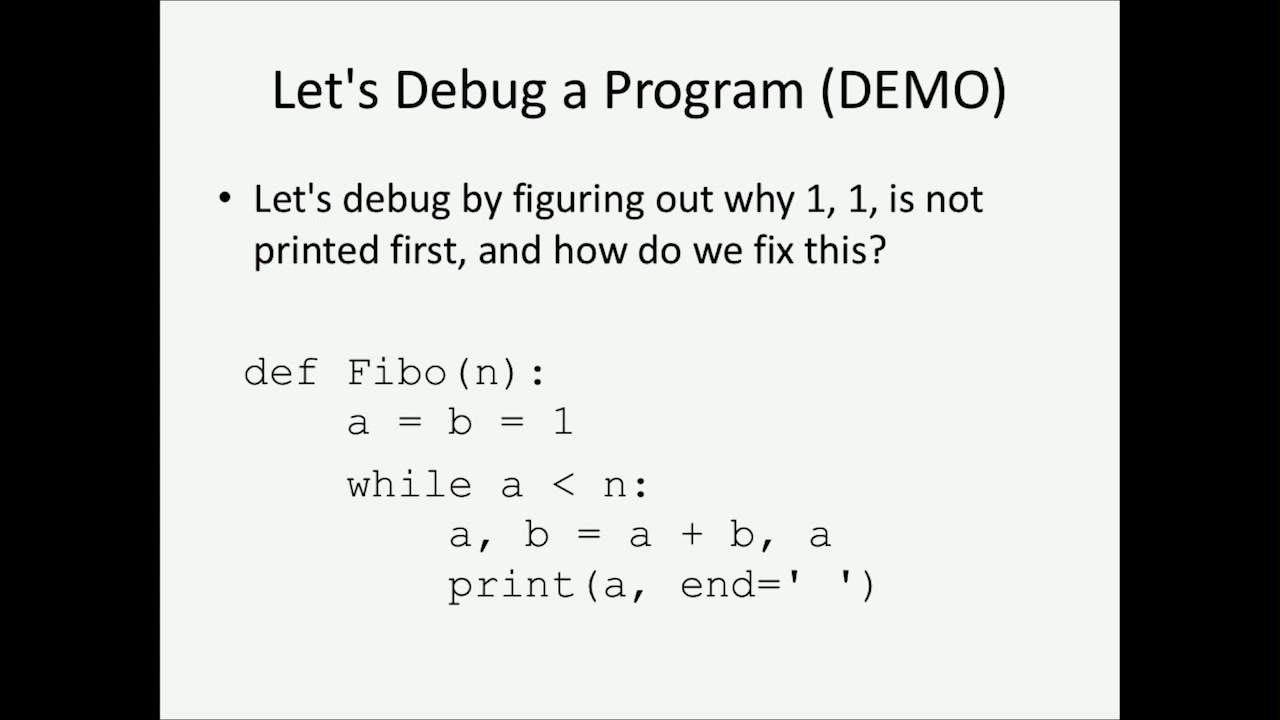 Let's Debug a Program (DEMO)
• Let's debug by figuring out why 1, 1, is not
printed first, and how do we fix this?
def Fibo(n):
    a = b = 1
    while a < n:
        a, b = a + b, a
        print(a, end=' ')